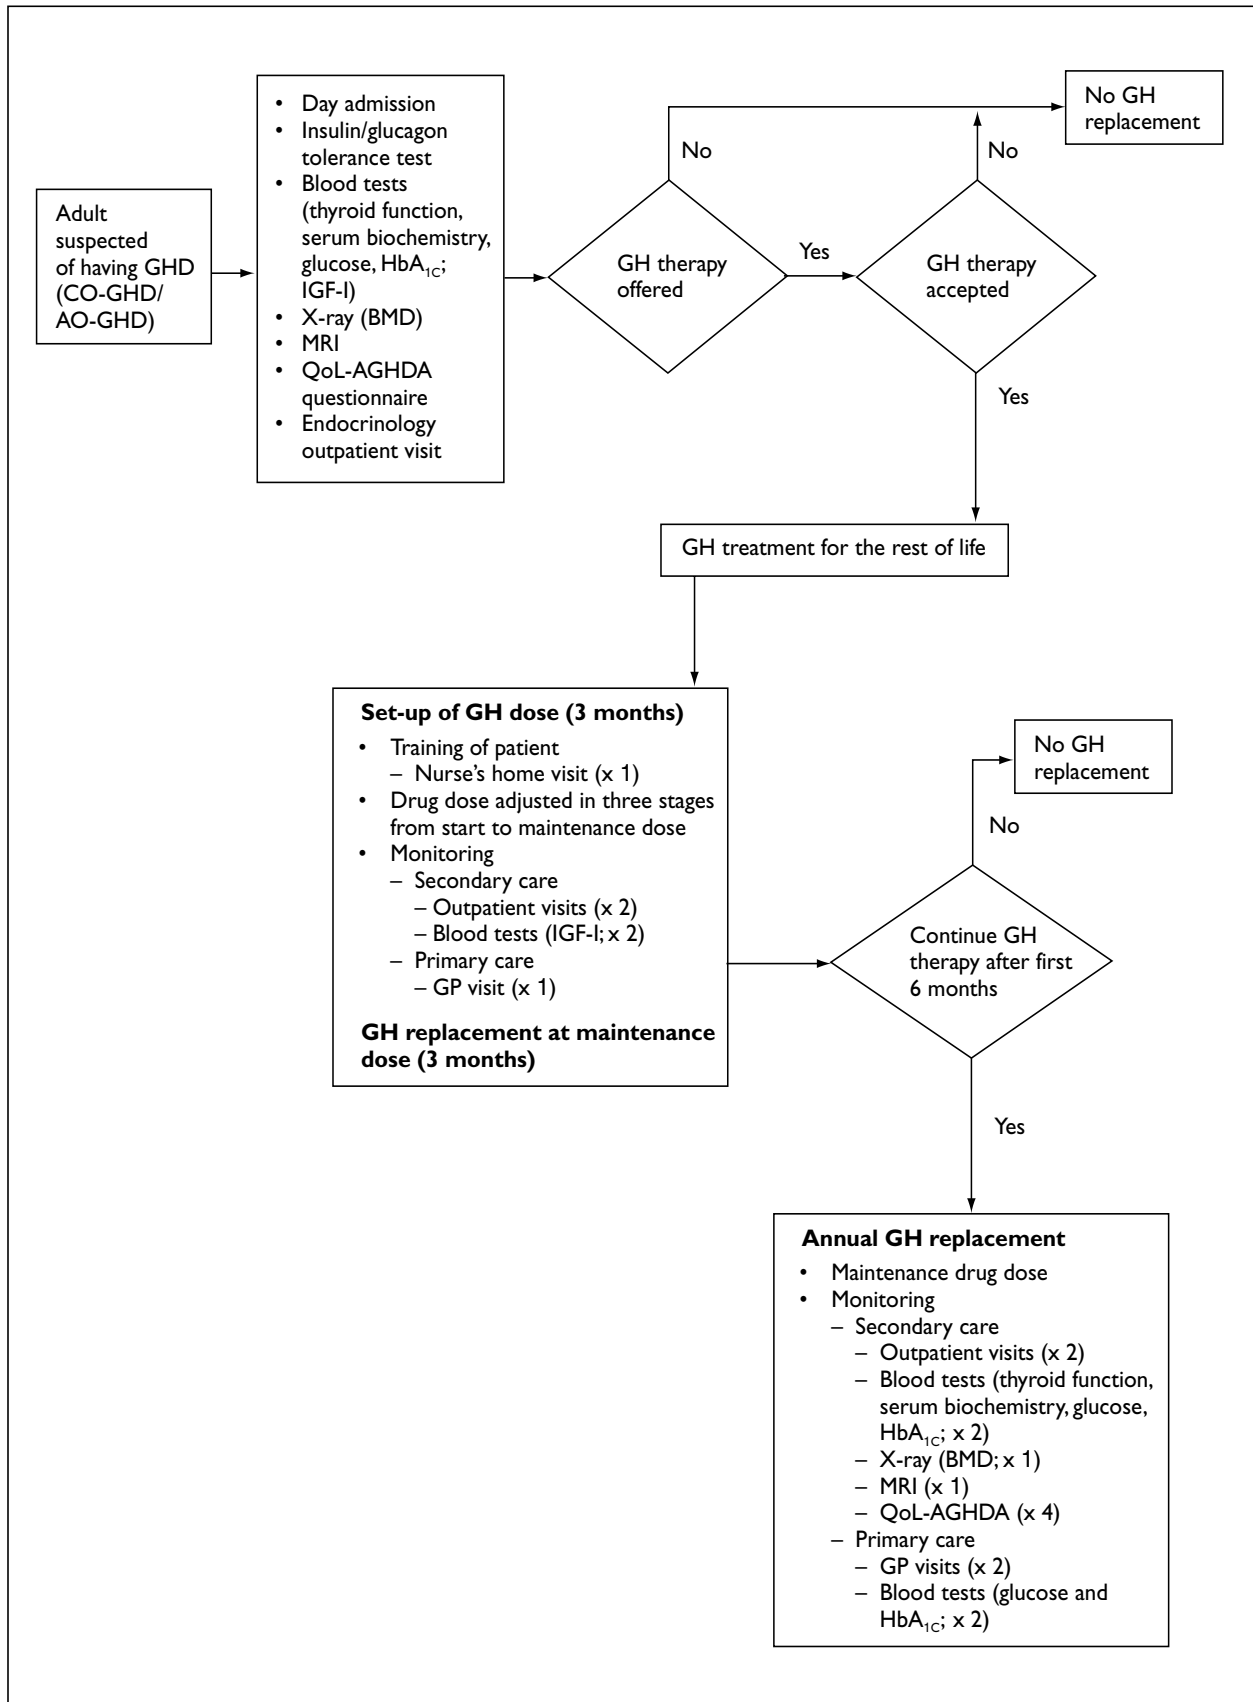 Adult
suspected
of having GHD
(CO-GHD/
AO-GHD)
• Day admission
• Insulin/glucagon
tolerance test
• Blood tests
(thyroid function,
serum biochemistry,
glucose, HbA1C;
IGF-I)
• X-ray (BMD)
• MRI
• QoL-AGHDA
questionnaire
• Endocrinology
outpatient visit
GH therapy
offered
No
Yes
GH therapy
accepted
No
No GH
replacement
Yes
GH treatment for the rest of life
Set-up of GH dose (3 months)
• Training of patient
– Nurse’s home visit (x 1)
• Drug dose adjusted in three stages
from start to maintenance dose
• Monitoring
– Secondary care
– Outpatient visits (x 2)
– Blood tests (IGF-I; x 2)
– Primary care
– GP visit (x 1)
GH replacement at maintenance
dose (3 months)
Continue GH
therapy after first
6 months
No
No GH
replacement
Yes
Annual GH replacement
• Maintenance drug dose
• Monitoring
– Secondary care
– Outpatient visits (x 2)
– Blood tests (thyroid function,
serum biochemistry, glucose,
HbA1C; x 2)
– X-ray (BMD; x 1)
– MRI (x 1)
– QoL-AGHDA (x 4)
– Primary care
– GP visits (x 2)
– Blood tests (glucose and
HbA1C; x 2)